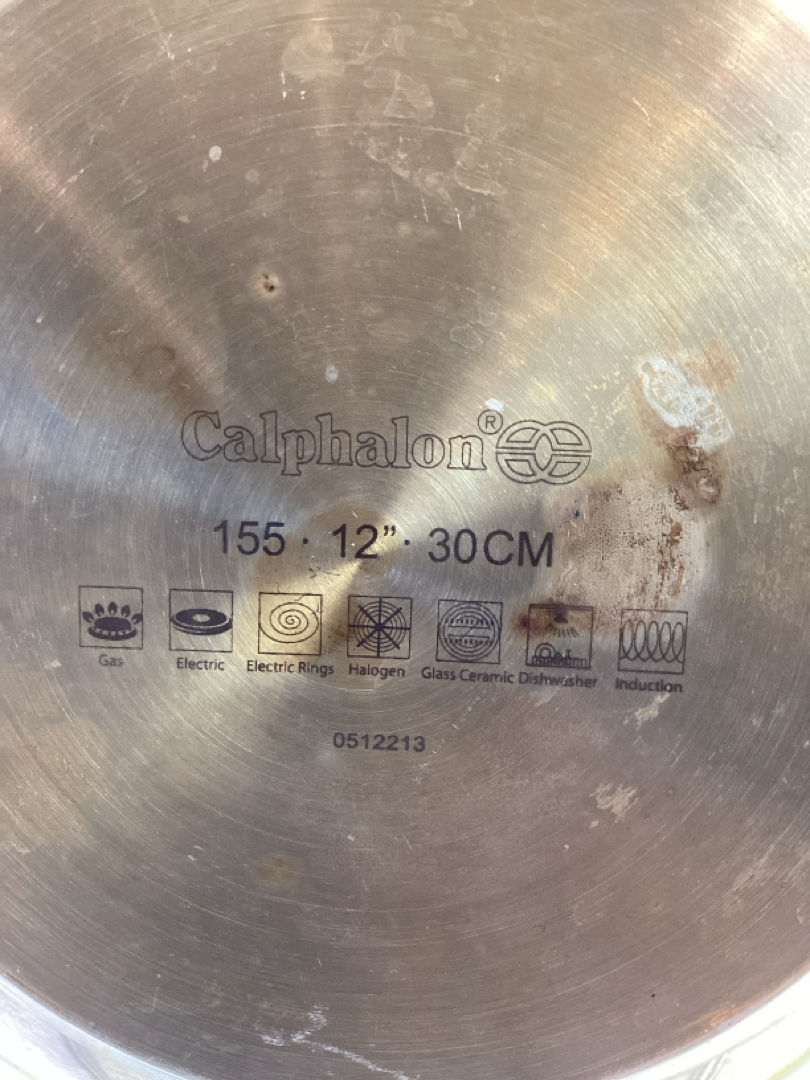 Calphalon®
155 · 12” · 30CM
Gas Electric Electric Rings Halogen Glass Ceramic Dishwasher Induction
0512213